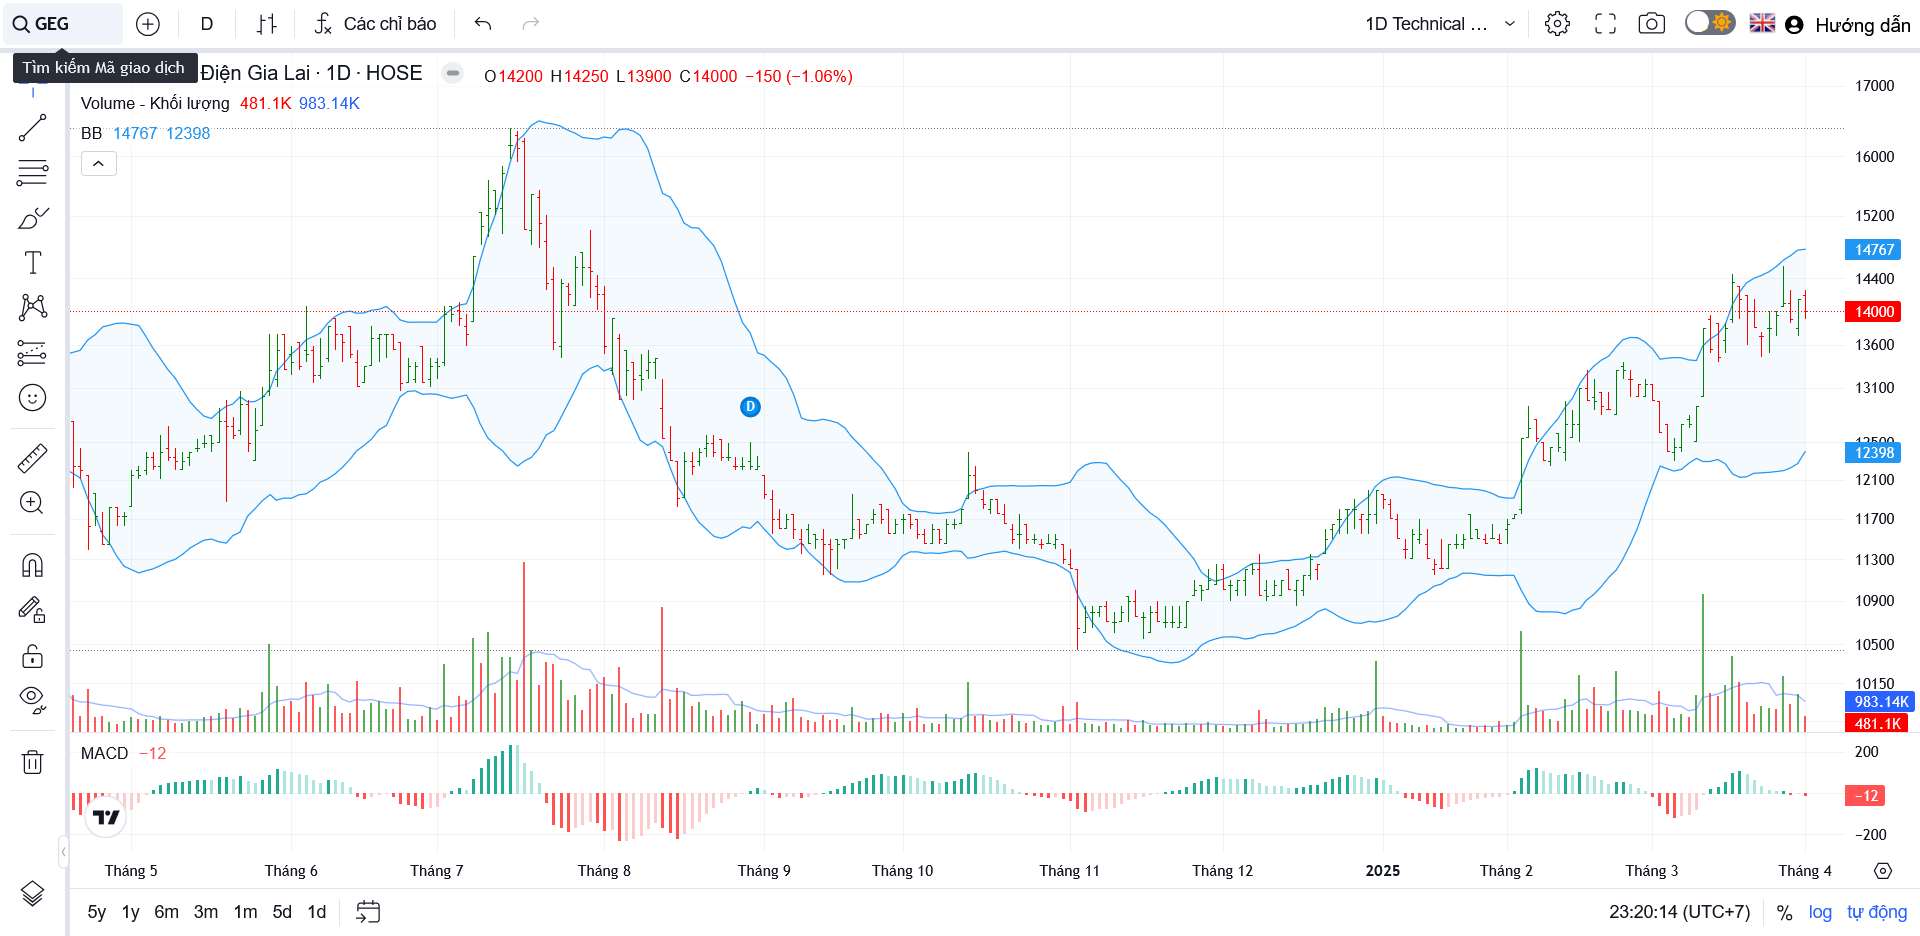 GEG
D
Các chỉ báo
1D Technical ...
Hướng dẫn
Tìm kiếm Mã giao dịch
Điện Gia Lai · 1D · HOSE
O14200 H14250 L13900 C14000 −150 (−1.06%)
Volume - Khối lượng 481.1K 983.14K
BB 14767 12398
17000
16000
15200
14767
14400
14000
13600
13100
D
12500
12398
12100
11700
11300
10900
10500
10150
983.14K
481.1K
MACD −12
200
−12
−200
Tháng 5 Tháng 6 Tháng 7 Tháng 8 Tháng 9 Tháng 10 Tháng 11 Tháng 12 2025 Tháng 2 Tháng 3 Tháng 4
5y 1y 6m 3m 1m 5d 1d
23:20:14 (UTC+7) % log tự động